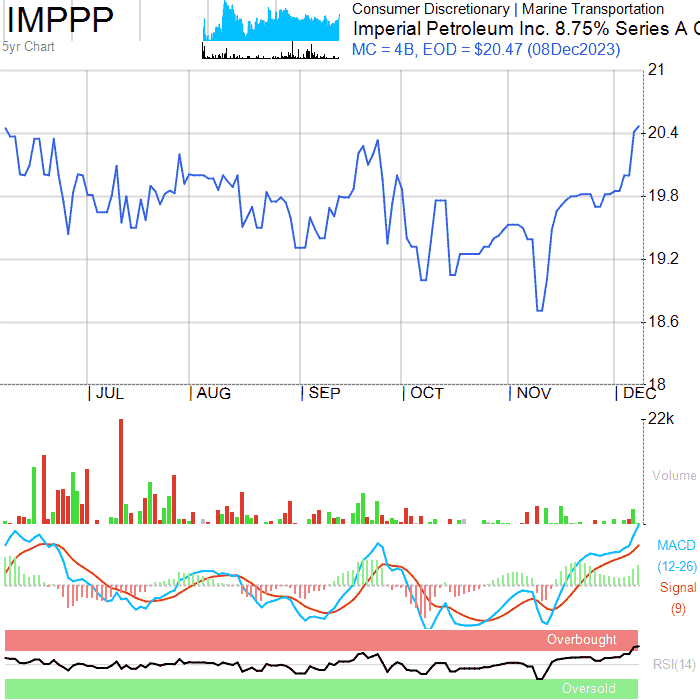 IMPPP
5yr Chart
Consumer Discretionary | Marine Transportation
Imperial Petroleum Inc. 8.75% Series A
MC = 4B, EOD = $20.47 (08Dec2023)
21
20.4
19.8
19.2
18.6
18
JUL AUG SEP OCT NOV DEC
22k
Volume
MACD
(12-26)
Signal
(9)
Overbought
RSI(14)
Oversold